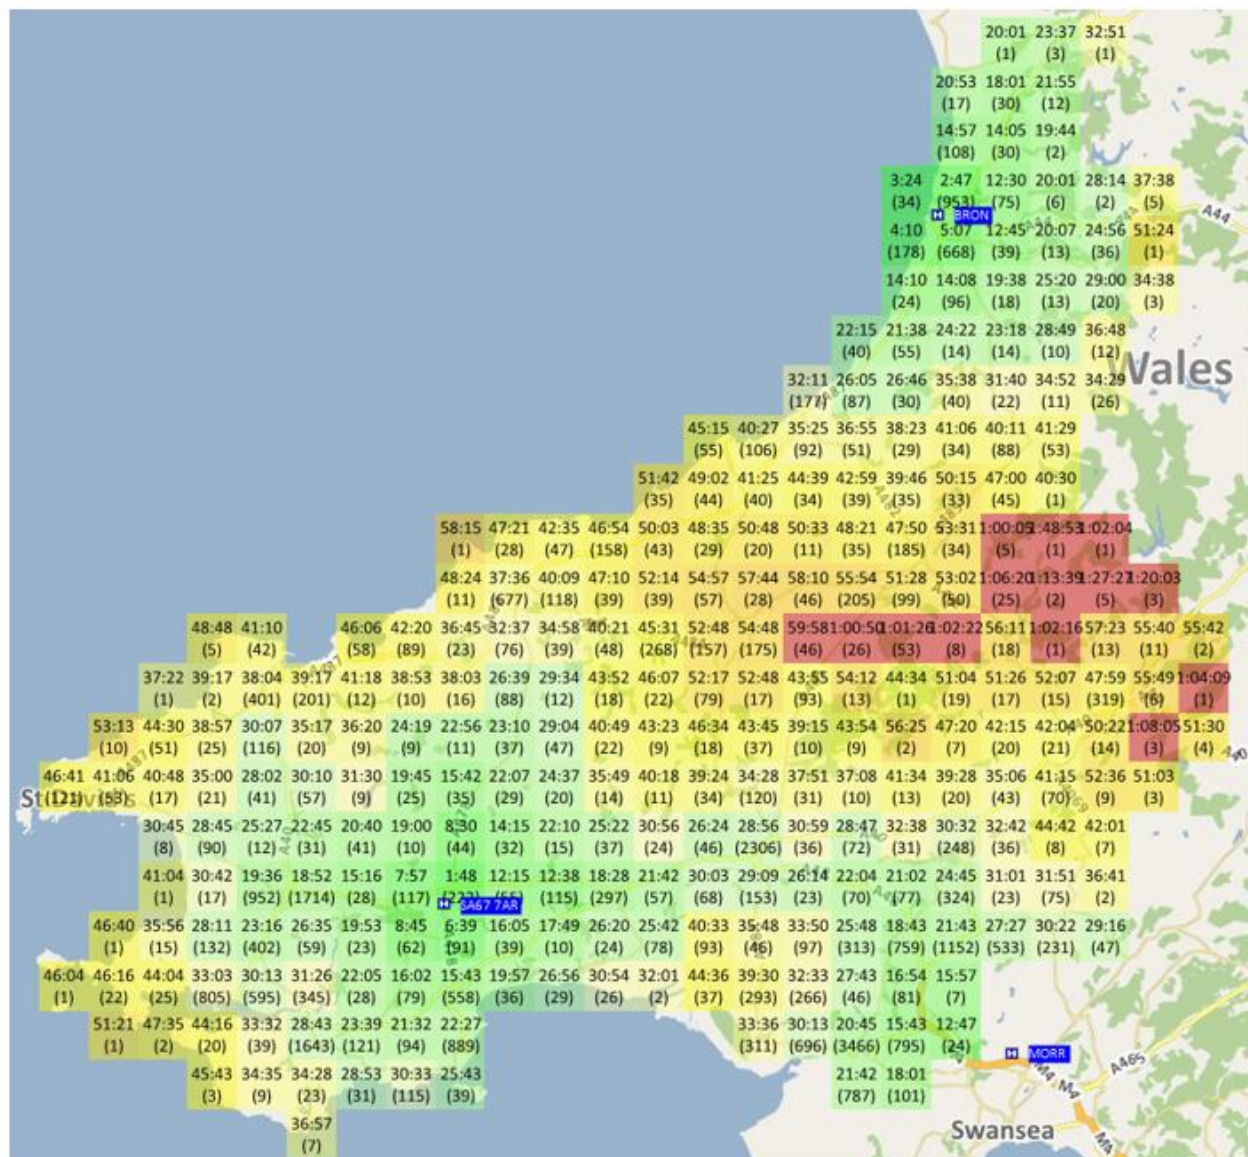 20:01 23:37 32:51
(1) (3) (1)
20:53 18:01 21:55
(17) (30) (12)
14:57 14:05 19:44
(108) (30) (2)
3:24 2:47 12:30 20:01 28:14 37:38
(34) (953) (75) (6) (2) (5)
BRON
A44
A44
4:10 5:07 12:45 20:07 24:56 51:24
(178) (668) (39) (13) (36) (1)
14:10 14:08 19:38 25:20 29:00 34:38
(24) (96) (18) (13) (20) (3)
22:15 21:38 24:22 23:18 28:49 36:48
(40) (55) (14) (14) (10) (12)
Wales
32:11 26:05 26:46 35:38 31:40 34:52 34:29
(177) (87) (30) (40) (22) (11) (26)
45:15 40:27 35:25 36:55 38:23 41:06 40:11 41:29
(55) (106) (92) (51) (29) (34) (88) (53)
51:42 49:02 41:25 44:39 42:59 39:46 50:15 47:00 40:30
(35) (44) (40) (34) (39) (35) (33) (45) (1)
A482
58:15 47:21 42:35 46:54 50:03 48:35 50:48 50:33 48:21 47:50 53:31 1:00:05 1:48:53 1:02:04
(1) (28) (47) (158) (43) (29) (20) (11) (35) (185) (34) (5) (1) (1)
48:24 37:36 40:09 47:10 52:14 54:57 57:44 58:10 55:54 51:28 53:02 1:06:20 1:13:39 1:27:27 1:20:03
(11) (677) (118) (39) (39) (57) (28) (46) (205) (99) (50) (25) (2) (5) (3)
48:48 41:10 46:06 42:20 36:45 32:37 34:58 40:21 45:31 52:48 54:48 59:58 1:00:50 1:01:26 1:02:22 56:11 1:02:16 57:23 55:40 55:42
(5) (42) (58) (89) (23) (76) (39) (48) (268) (157) (175) (46) (26) (53) (8) (18) (1) (13) (11) (2)
37:22 39:17 38:04 39:17 41:18 38:53 38:03 26:39 29:34 43:52 46:07 52:17 52:48 43:55 54:12 44:34 51:04 51:26 52:07 47:59 55:49 1:04:09
(1) (2) (401) (201) (12) (10) (16) (88) (12) (18) (22) (79) (17) (93) (13) (1) (19) (17) (15) (319) (6) (1)
53:13 44:30 38:57 30:07 35:17 36:20 24:19 22:56 23:10 29:04 40:49 43:23 46:34 43:45 39:15 43:54 56:25 47:20 42:15 42:04 50:22 1:08:05 51:30
(10) (51) (25) (116) (20) (9) (9) (11) (37) (47) (22) (9) (18) (37) (10) (9) (2) (7) (20) (21) (14) (3) (4)
A40
46:41 41:06 40:48 35:00 28:02 30:10 31:30 19:45 15:42 22:07 24:37 35:49 40:18 39:24 34:28 37:51 37:08 41:34 39:28 35:06 41:15 52:36 51:03
(121) (53) (17) (21) (41) (57) (9) (25) (35) (29) (20) (14) (11) (34) (120) (31) (10) (13) (20) (43) (70) (9) (3)
30:45 28:45 25:27 22:45 20:40 19:00 8:30 14:15 22:10 25:22 30:56 26:24 28:56 30:59 28:47 32:38 30:32 32:42 44:42 42:01
(8) (90) (12) (31) (41) (10) (44) (32) (15) (37) (24) (46) (2306) (36) (72) (31) (248) (36) (8) (7)
41:04 30:42 19:36 18:52 15:16 7:57 1:48 12:15 12:38 18:28 21:42 30:03 29:09 26:14 22:04 21:02 24:45 31:01 31:51 36:41
(1) (17) (952) (1714) (28) (117) (222) (55) (115) (297) (57) (68) (153) (23) (70) (77) (324) (23) (75) (2)
SA67 7AR
46:40 35:56 28:11 23:16 26:35 19:53 8:45 6:39 16:05 17:49 26:20 25:42 40:33 35:48 33:50 25:48 18:43 21:43 27:27 30:22 29:16
(1) (15) (132) (402) (59) (23) (62) (91) (39) (10) (24) (78) (93) (46) (97) (313) (759) (1152) (533) (231) (47)
46:04 46:16 44:04 33:03 30:13 31:26 22:05 16:02 15:43 19:57 26:56 30:54 32:01 44:36 39:30 32:33 27:43 16:54 15:57
(1) (22) (25) (805) (595) (345) (28) (79) (558) (36) (29) (26) (2) (37) (293) (266) (46) (81) (7)
51:21 47:35 44:16 33:32 28:43 23:39 21:32 22:27 33:36 30:13 20:45 15:43 12:47
(1) (2) (20) (39) (1643) (121) (94) (889) (311) (696) (3466) (795) (24)
MORR
A465
M4
M4
45:43 34:35 34:28 28:53 30:33 25:43 21:42 18:01
(3) (9) (23) (31) (115) (39) (787) (101)
36:57
(7)
Swansea
M4